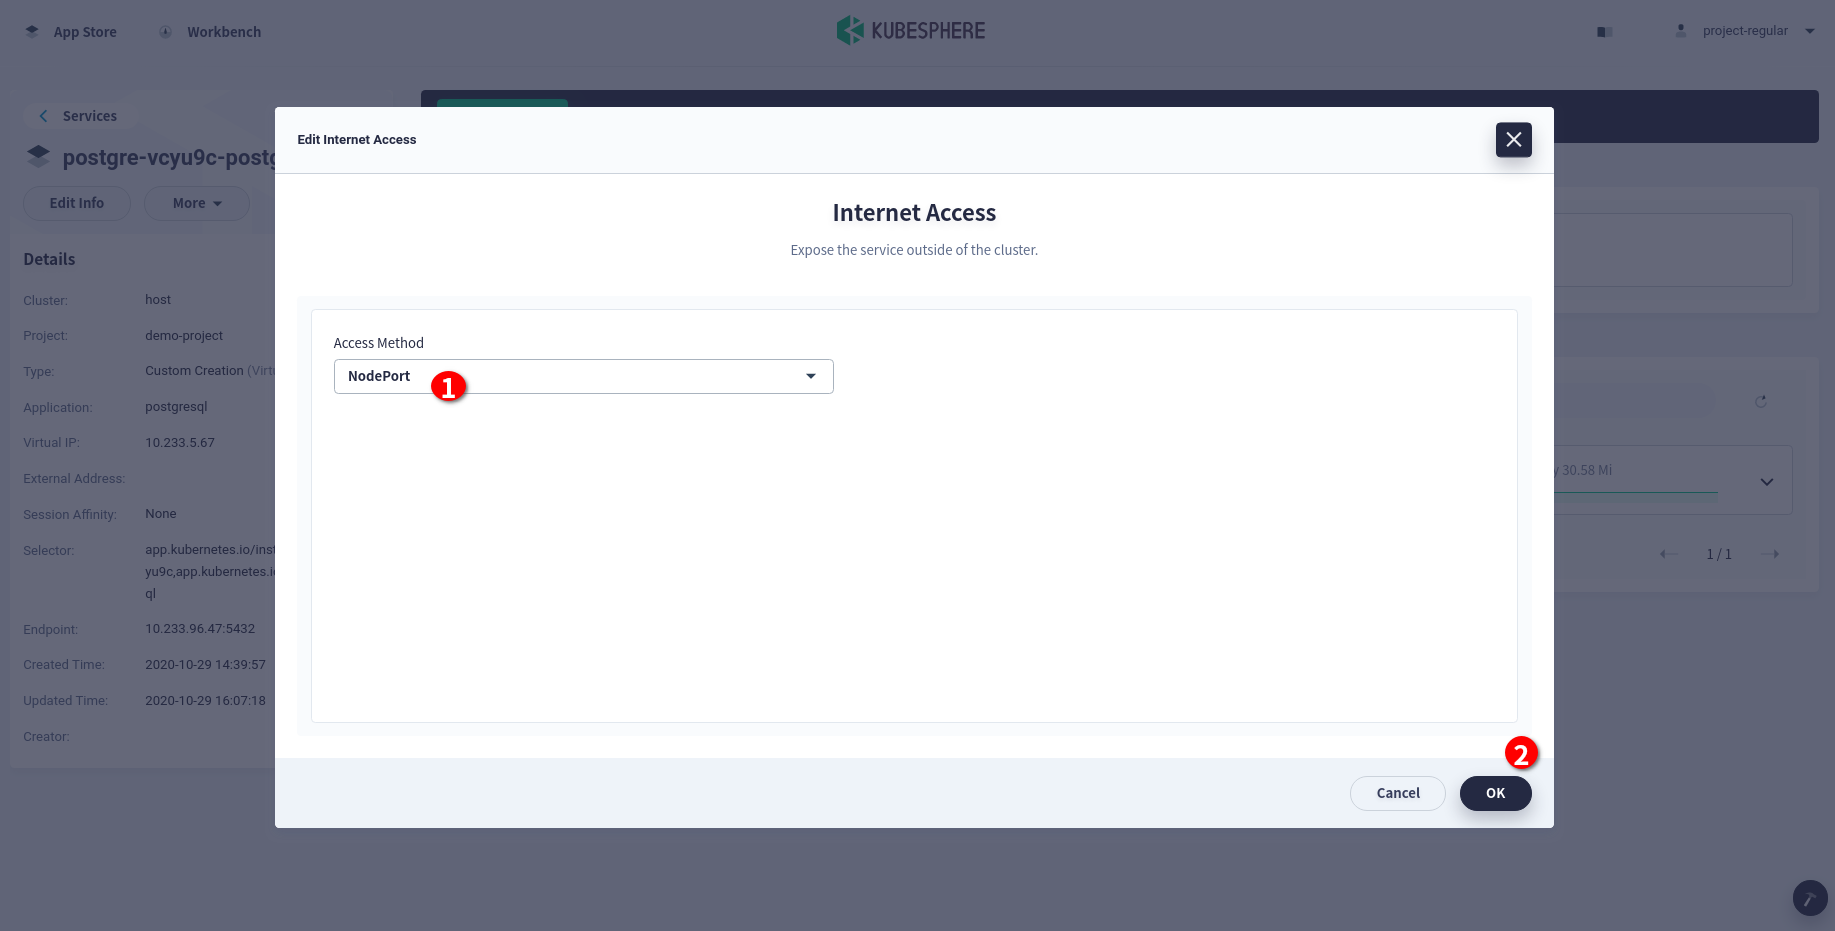 App Store
Workbench
KUBESPHERE
project-regular
Services
postgre-vcyu9c-postg
Edit Info
More
Details
Cluster: host
Project: demo-project
Type: Custom Creation (Virtu
Application: postgresql
Virtual IP: 10.233.5.67
External Address:
Session Affinity: None
Selector: app.kubernetes.io/inst
yu9c,app.kubernetes.i
ql
Endpoint: 10.233.96.47:5432
Created Time: 2020-10-29 14:39:57
Updated Time: 2020-10-29 16:07:18
Creator:
Edit Internet Access
Internet Access
Expose the service outside of the cluster.
Access Method
NodePort
1
2
Cancel
OK
y 30.58 Mi
1 / 1